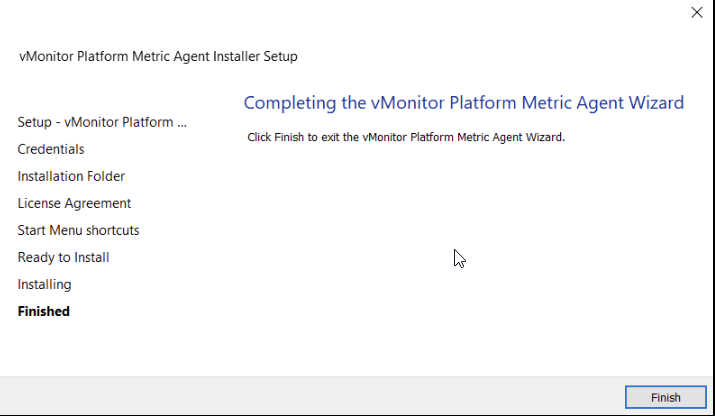 vMonitor Platform Metric Agent Installer Setup
Completing the vMonitor Platform Metric Agent Wizard
Setup - vMonitor Platform ...
Click Finish to exit the vMonitor Platform Metric Agent Wizard.
Credentials
Installation Folder
License Agreement
Start Menu shortcuts
Ready to Install
Installing
Finished
Finish